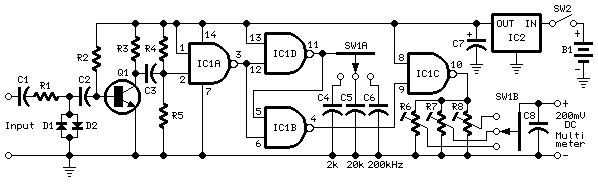 OUT IN
SW2
IC2
C7
B1
R3 R4
14
13
11
SW1A
8
10
1
IC1A
3
IC1D
12
IC1C
9
R2
Q1
C3
2
C1 R1 C2
7
R5
5
IC1B
4
6
C4 C5 C6
R6 R7 R8
SW1B
C8
+
200mV
DC
Multi
meter
-
Input
D1 D2
2k 20k 200kHz